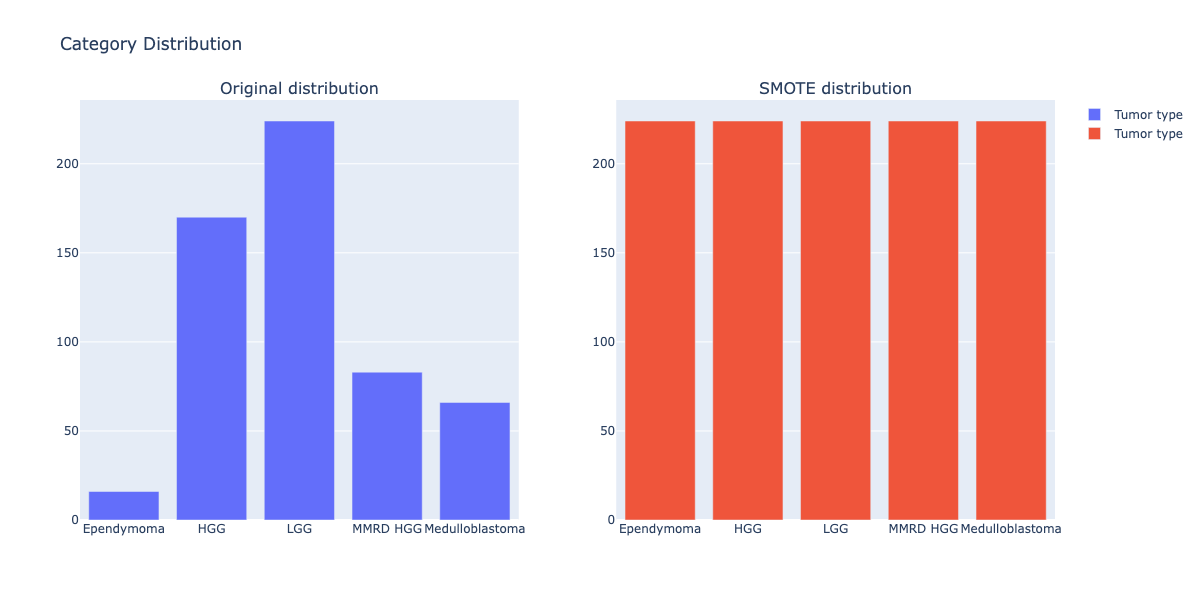 Category Distribution
Original distribution
200
150
100
50
0
Ependymoma HGG LGG MMRD HGG Medulloblastoma
SMOTE distribution
200
150
100
50
0
Ependymoma HGG LGG MMRD HGG Medulloblastoma
Tumor type
Tumor type